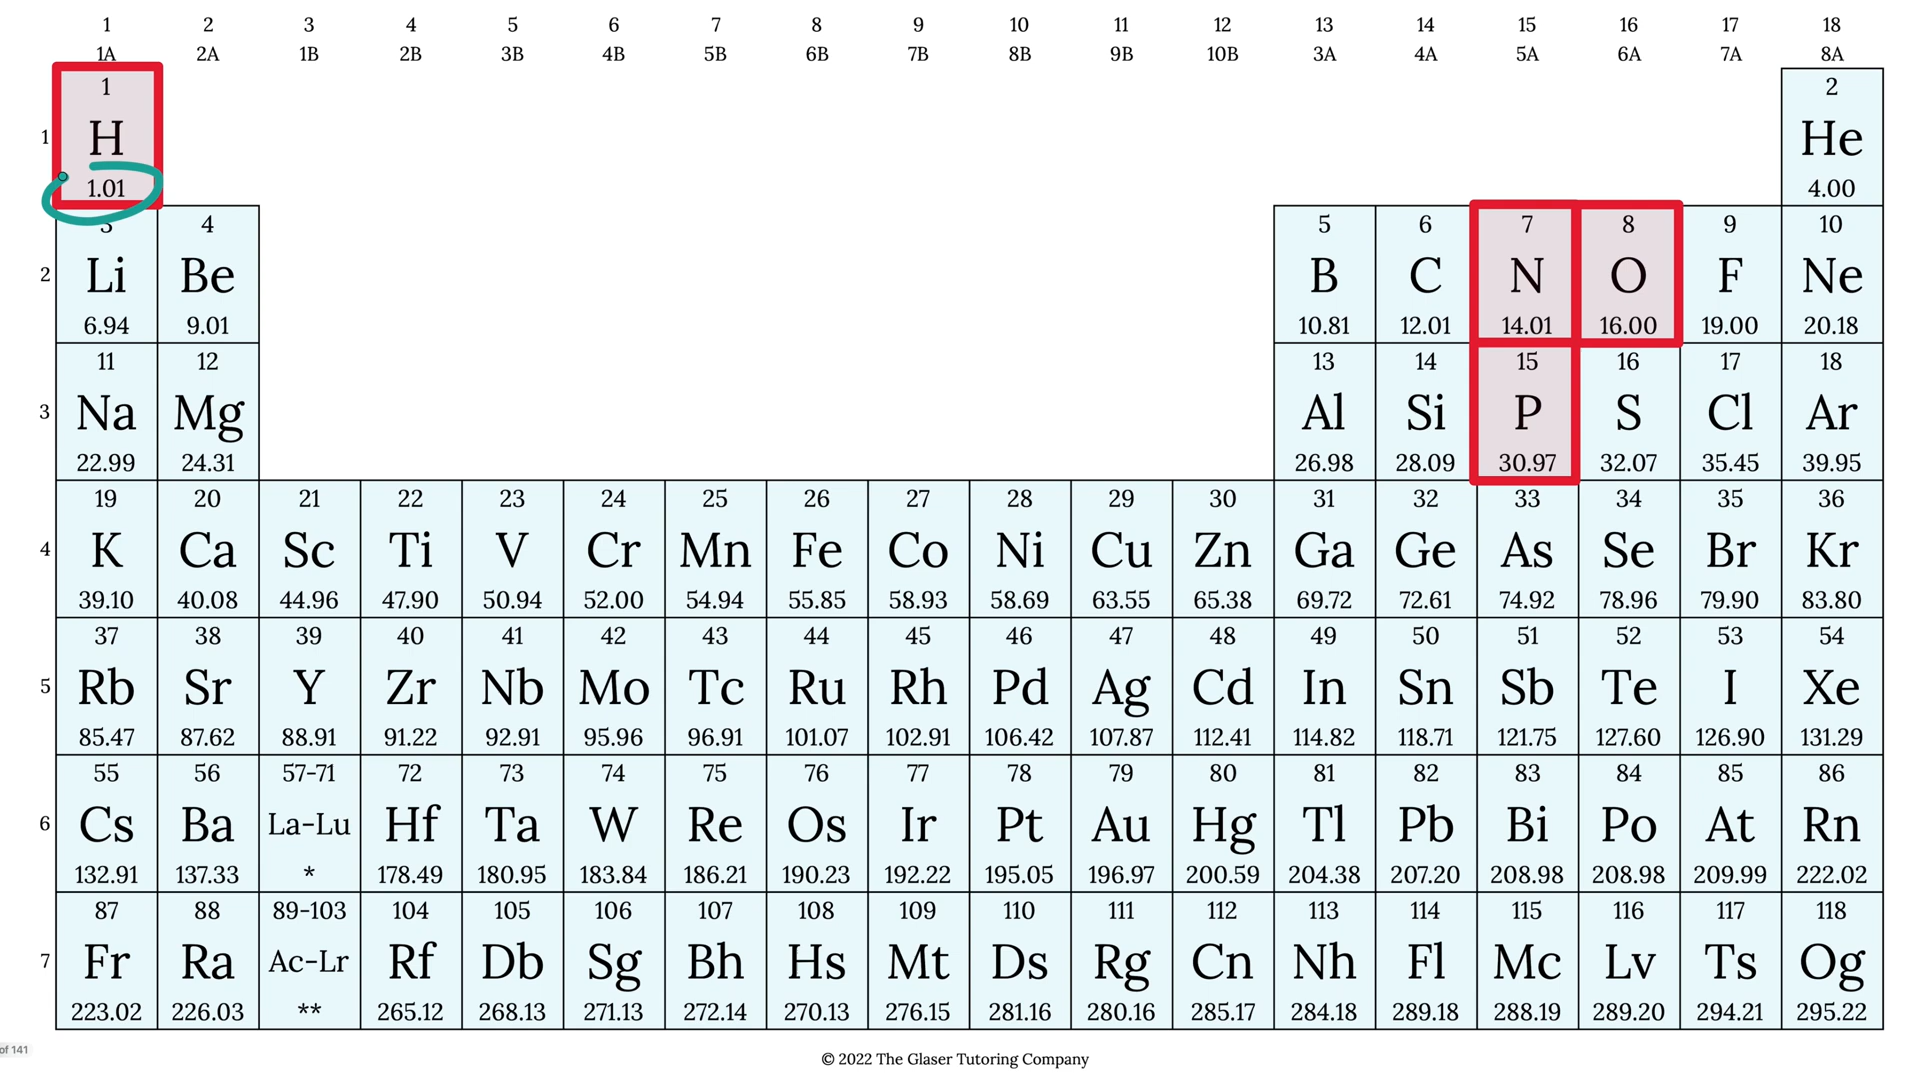 1 2 3 4 5 6 7 8 9 10 11 12 13 14 15 16 17 18
1A 2A 1B 2B 3B 4B 5B 6B 7B 8B 9B 10B 3A 4A 5A 6A 7A 8A
1 2
1 H He
1.01 4.00
3 4 5 6 7 8 9 10
2 Li Be B C N O F Ne
6.94 9.01 10.81 12.01 14.01 16.00 19.00 20.18
11 12 13 14 15 16 17 18
3 Na Mg Al Si P S Cl Ar
22.99 24.31 26.98 28.09 30.97 32.07 35.45 39.95
19 20 21 22 23 24 25 26 27 28 29 30 31 32 33 34 35 36
4 K Ca Sc Ti V Cr Mn Fe Co Ni Cu Zn Ga Ge As Se Br Kr
39.10 40.08 44.96 47.90 50.94 52.00 54.94 55.85 58.93 58.69 63.55 65.38 69.72 72.61 74.92 78.96 79.90 83.80
37 38 39 40 41 42 43 44 45 46 47 48 49 50 51 52 53 54
5 Rb Sr Y Zr Nb Mo Tc Ru Rh Pd Ag Cd In Sn Sb Te I Xe
85.47 87.62 88.91 91.22 92.91 95.96 96.91 101.07 102.91 106.42 107.87 112.41 114.82 118.71 121.75 127.60 126.90 131.29
55 56 57-71 72 73 74 75 76 77 78 79 80 81 82 83 84 85 86
6 Cs Ba La-Lu Hf Ta W Re Os Ir Pt Au Hg Tl Pb Bi Po At Rn
132.91 137.33 * 178.49 180.95 183.84 186.21 190.23 192.22 195.05 196.97 200.59 204.38 207.20 208.98 208.98 209.99 222.02
87 88 89-103 104 105 106 107 108 109 110 111 112 113 114 115 116 117 118
7 Fr Ra Ac-Lr Rf Db Sg Bh Hs Mt Ds Rg Cn Nh Fl Mc Lv Ts Og
223.02 226.03 ** 265.12 268.13 271.13 272.14 270.13 276.15 281.16 280.16 285.17 284.18 289.18 288.19 289.20 294.21 295.22
of 141
© 2022 The Glaser Tutoring Company